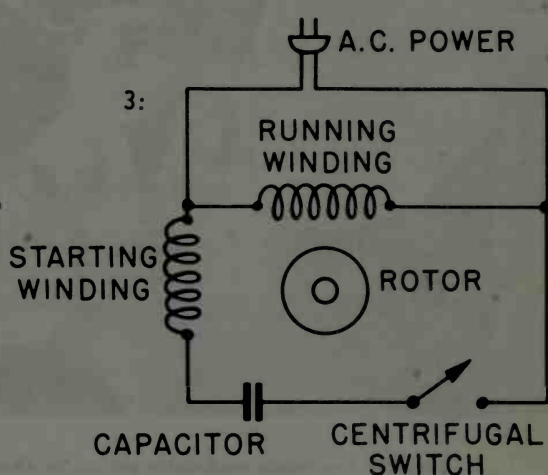 A.C. POWER
3:
RUNNING
WINDING
STARTING
WINDING
ROTOR
CAPACITOR
CENTRIFUGAL
SWITCH